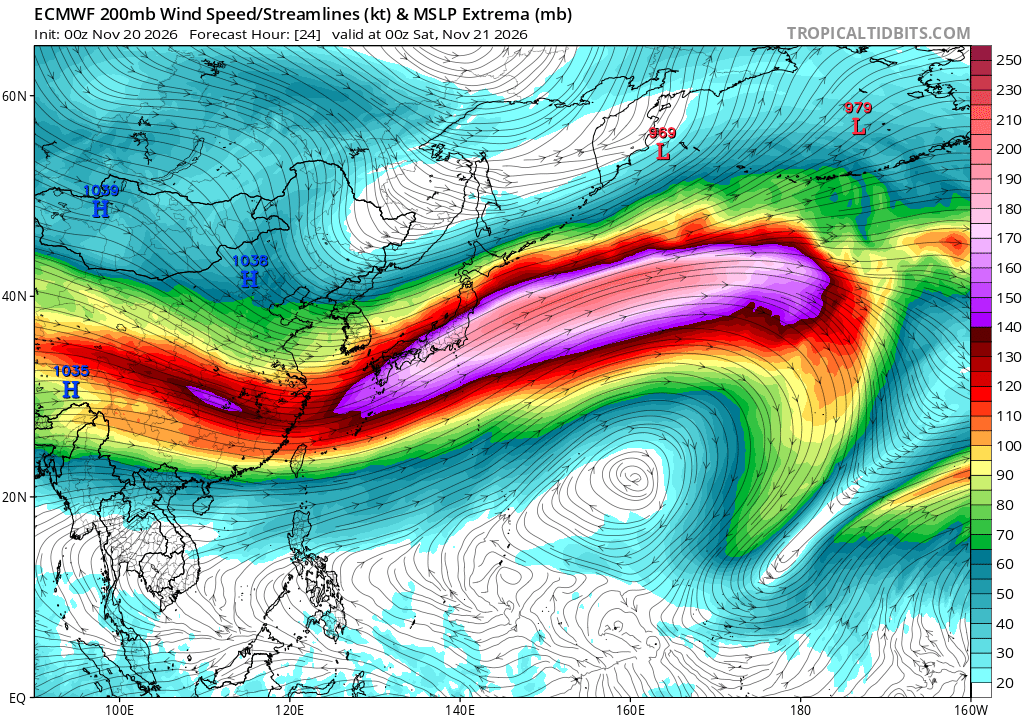 ECMWF 200mb Wind Speed/Streamlines (kt) & MSLP Extrema (mb)
Init: 00z Nov 20 2026 Forecast Hour: [24] valid at 00z Sat, Nov 21 2026
TROPICALTIDBITS.COM
250
230
210
200
190
180
170
160
150
140
130
120
110
100
90
80
70
60
50
40
30
20
60N
40N
20N
EQ
979
L
969
L
1039
H
1038
H
1035
H
100E
120E
140E
160E
180
160W